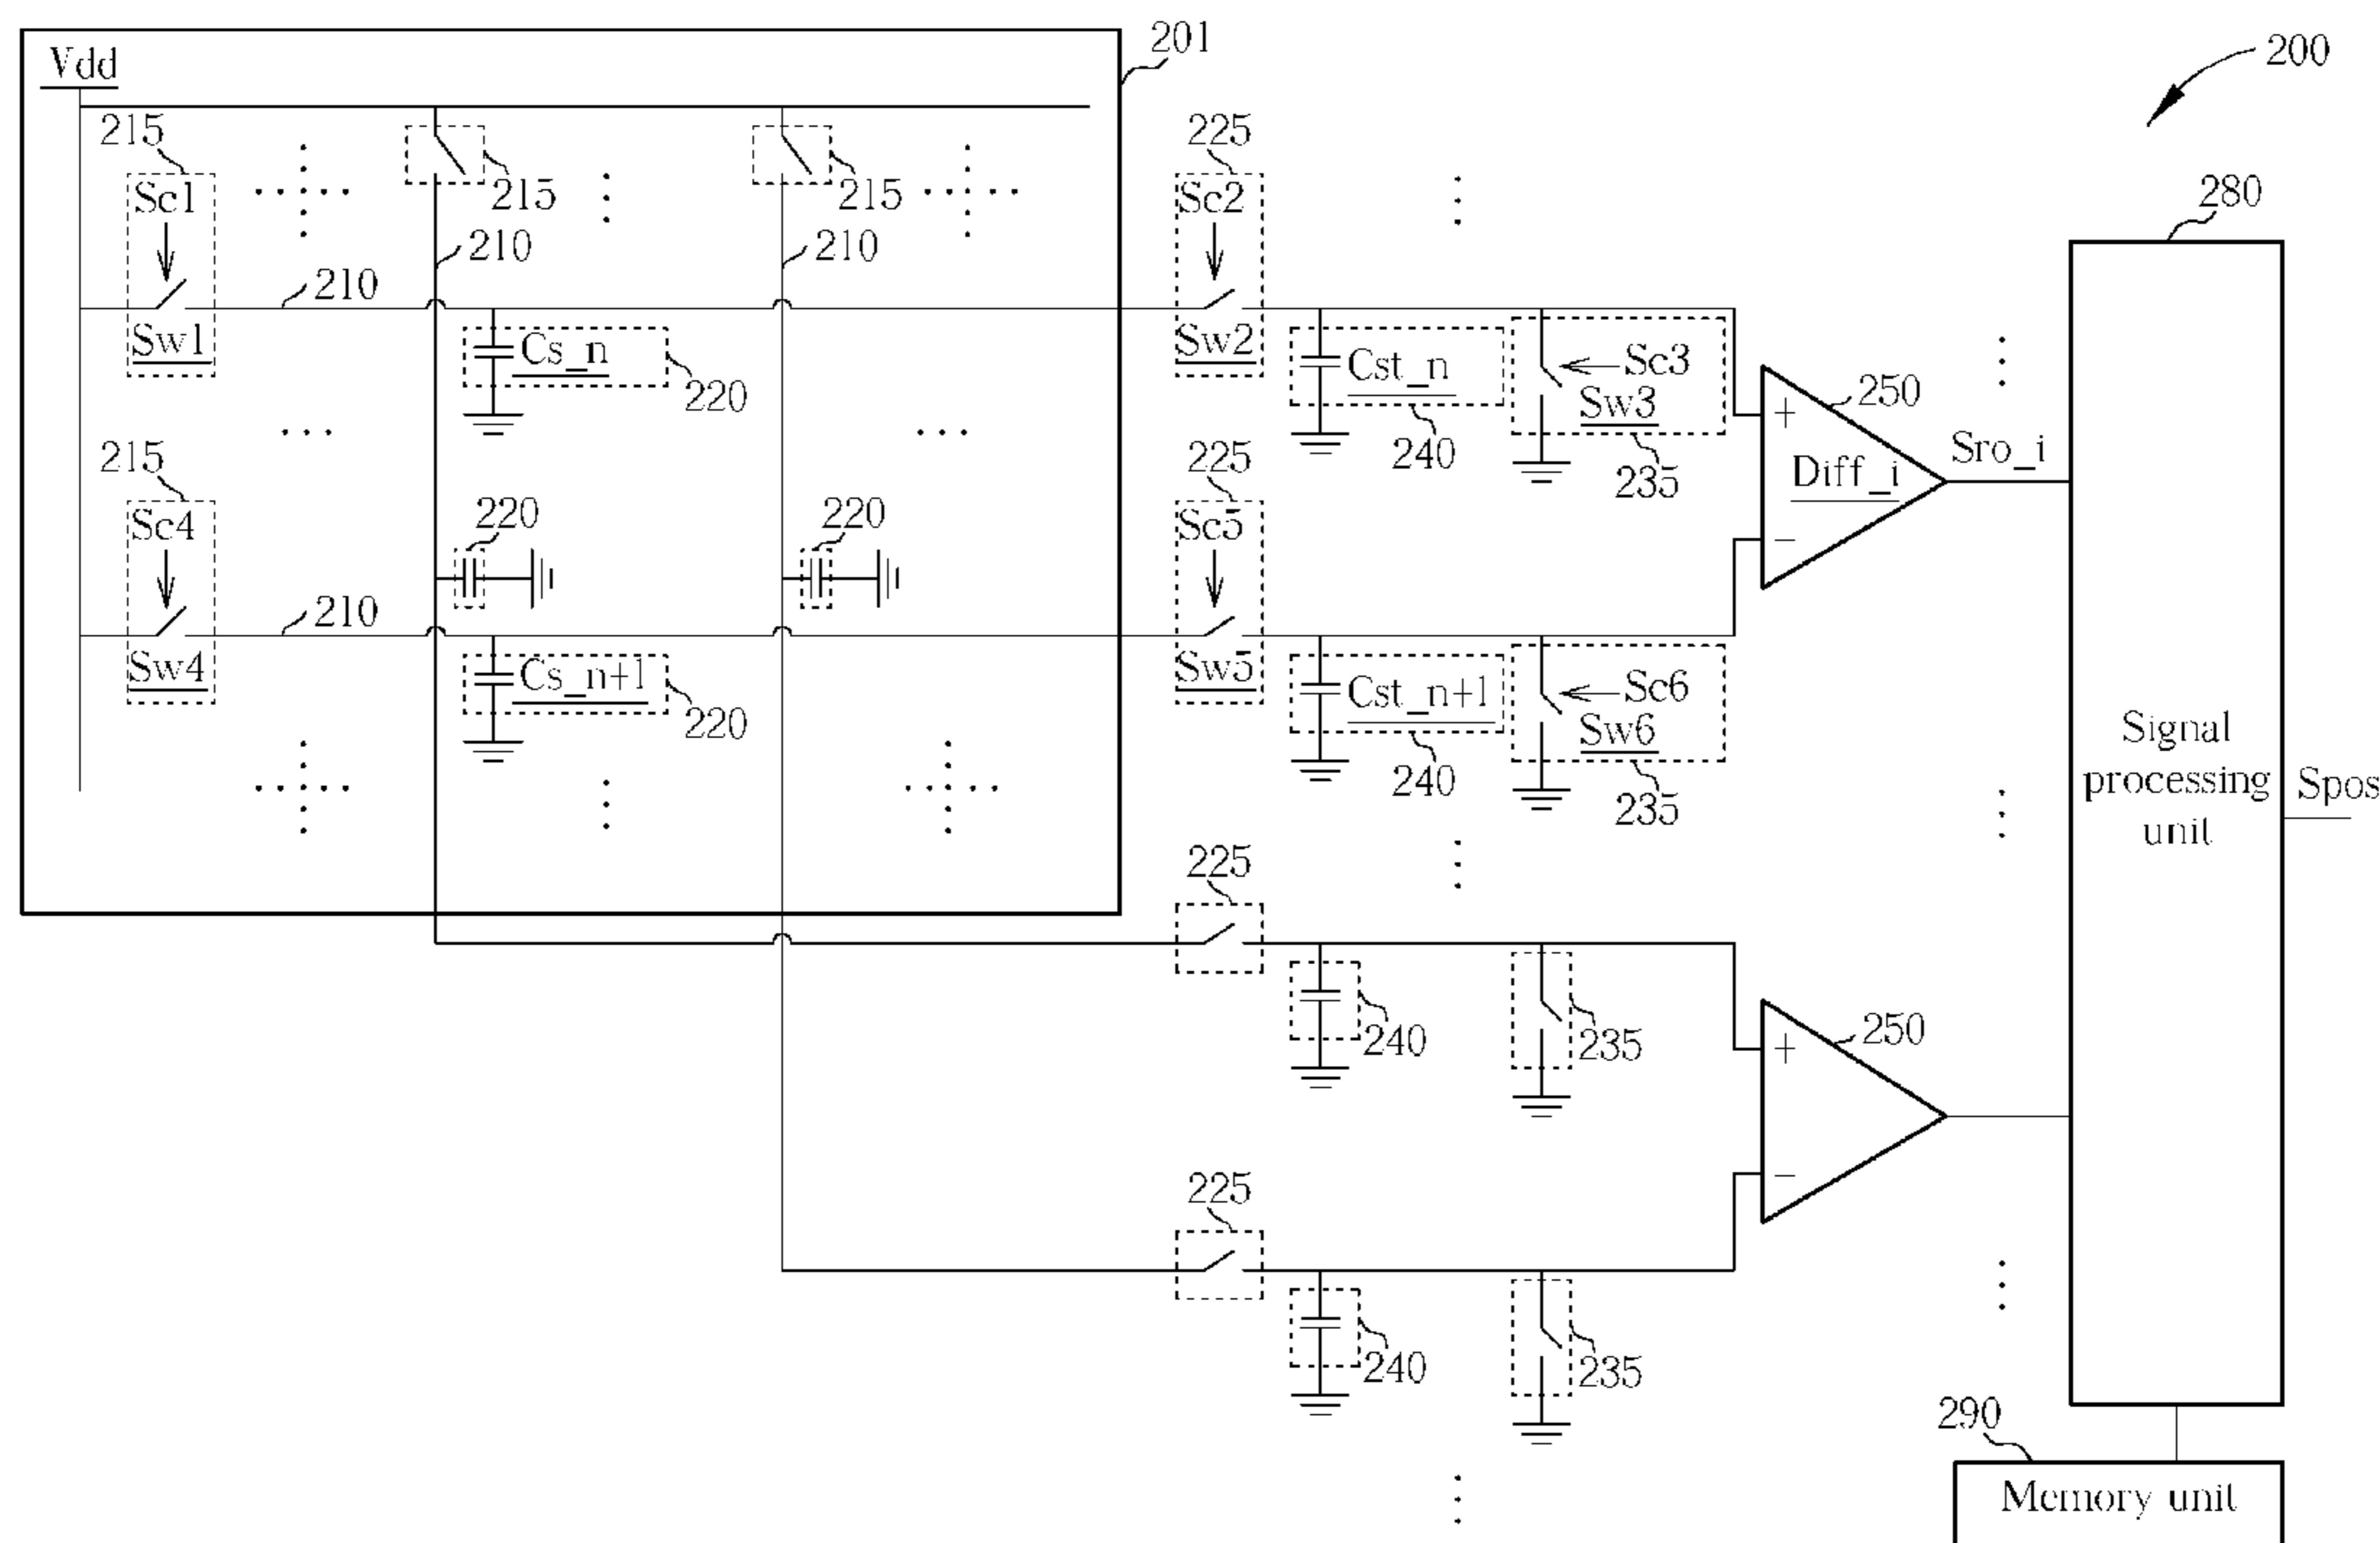 201
200
Vdd
215
Sc1
Sw1
215
215
210
210
210
Cs_n
220
225
Sc2
Sw2
Cst_n
240
Sc3
Sw3
235
250
+
−
Diff_i
Sro_i
280
215
Sc4
Sw4
210
220
220
Cs_n+1
220
225
Sc5
Sw5
Cst_n+1
240
Sc6
Sw6
235
Signal
processing
unit
Spos
225
240
235
250
+
−
225
240
235
290
Memory unit